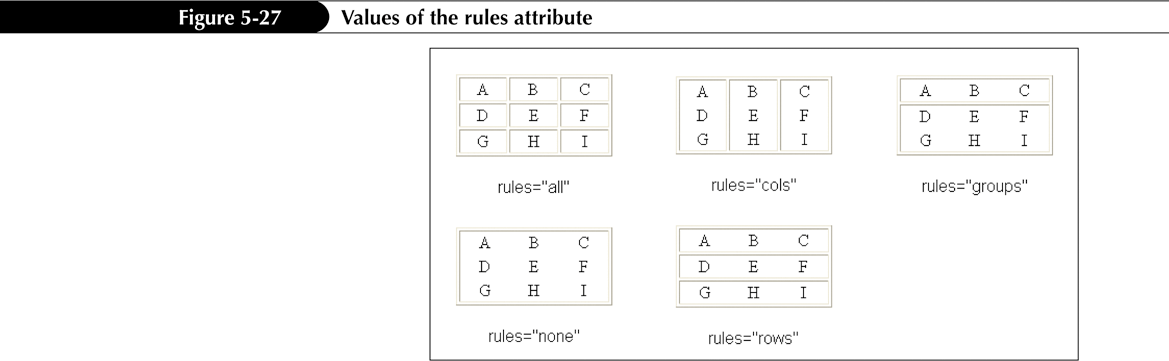 Figure 5-27 Values of the rules attribute
A B C
D E F
G H I
rules="all"
A B C
D E F
G H I
rules="cols"
A B C
D E F
G H I
rules="groups"
A B C
D E F
G H I
rules="none"
A B C
D E F
G H I
rules="rows"